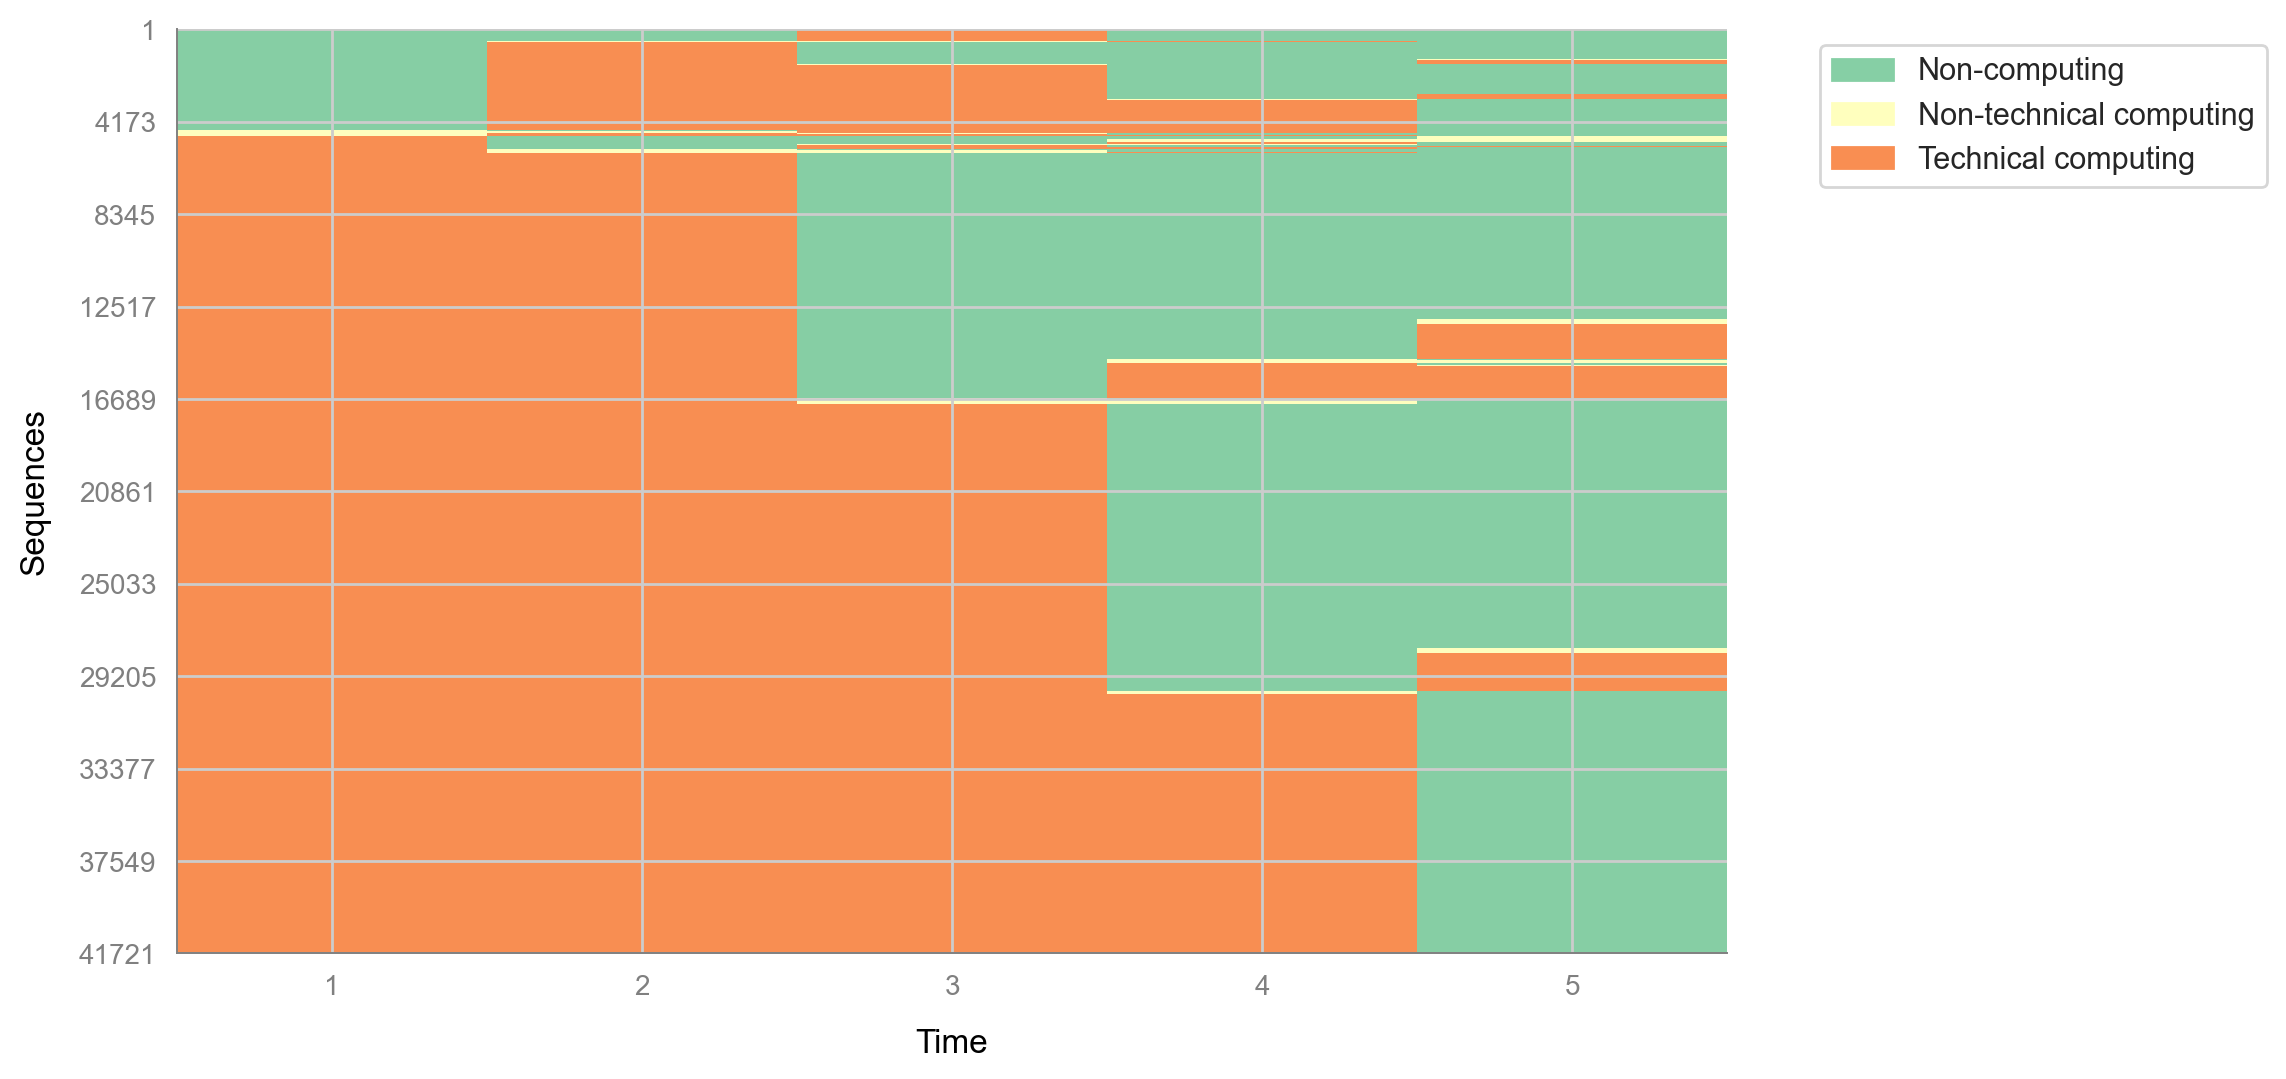 Non-computing
Non-technical computing
Technical computing
Sequences
1
4173
8345
12517
16689
20861
25033
29205
33377
37549
41721
1 2 3 4 5
Time